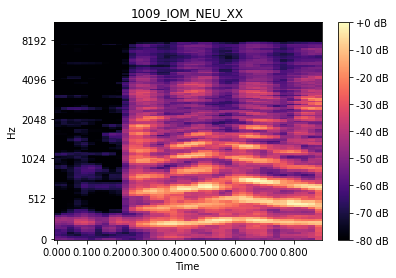 1009_IOM_NEU_XX
+0 dB
8192
-10 dB
4096
-20 dB
-30 dB
2048
Hz
-40 dB
1024
-50 dB
512
-60 dB
-70 dB
0
-80 dB
0.000 0.100 0.200 0.300 0.400 0.500 0.600 0.700 0.800
Time